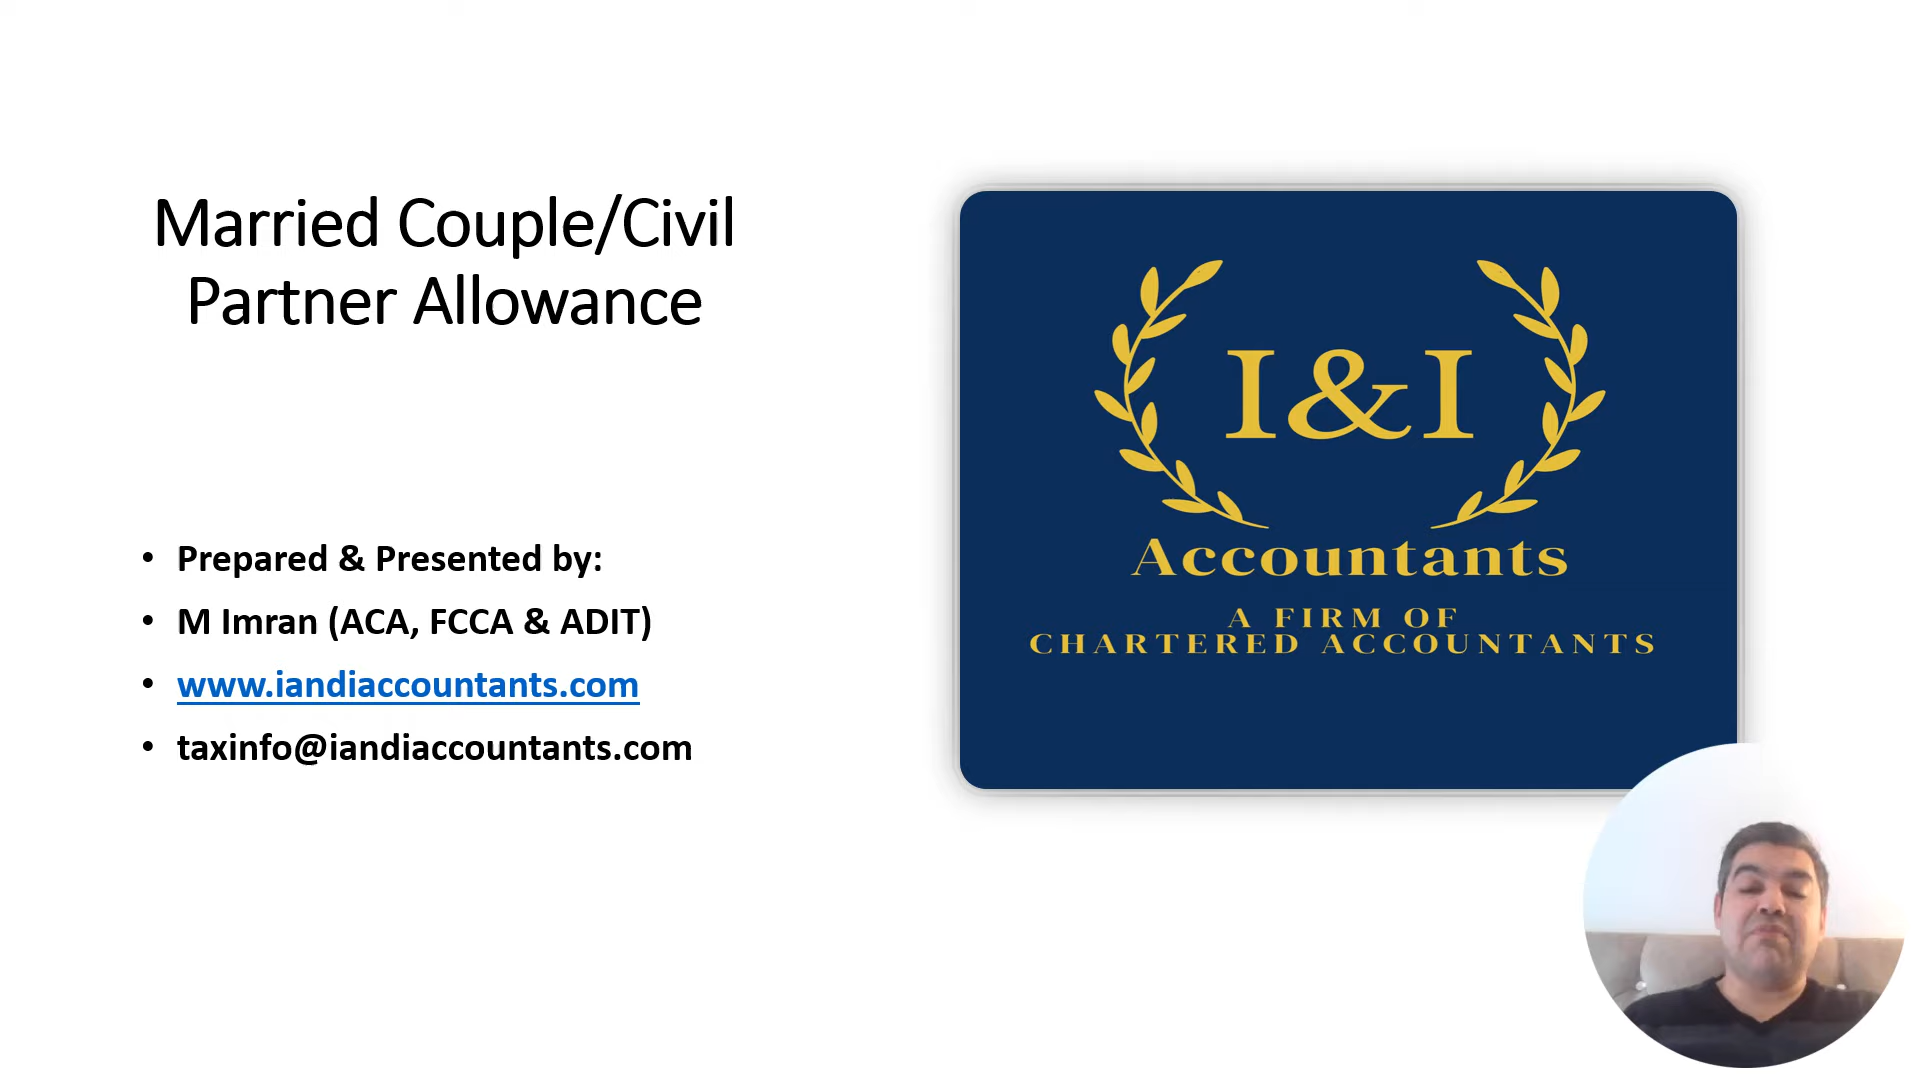 Married Couple/Civil
Partner Allowance
• Prepared & Presented by:
• M Imran (ACA, FCCA & ADIT)
• www.iandiaccountants.com
• taxinfo@iandiaccountants.com
I&I
Accountants
A FIRM OF
CHARTERED ACCOUNTANTS